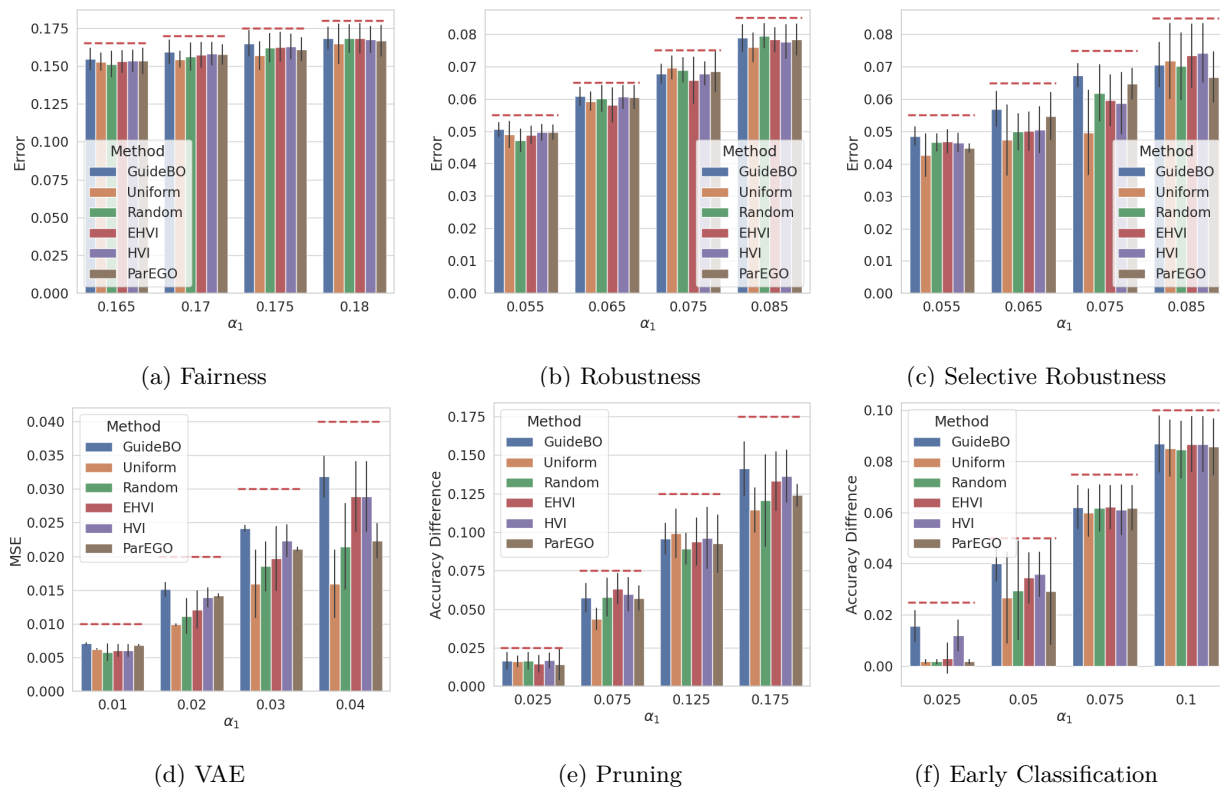 0.175
0.150
0.125
0.100
0.075
0.050
0.025
0.000
Error
Method
GuideBO
Uniform
Random
EHVI
HVI
ParEGO
0.165
0.17
0.175
0.18
α1
(a) Fairness
0.08
0.07
0.06
0.05
0.04
0.03
0.02
0.01
0.00
Error
Method
GuideBO
Uniform
Random
EHVI
HVI
ParEGO
0.055
0.065
0.075
0.085
α1
(b) Robustness
0.08
0.07
0.06
0.05
0.04
0.03
0.02
0.01
0.00
Error
Method
GuideBO
Uniform
Random
EHVI
HVI
ParEGO
0.055
0.065
0.075
0.085
α1
(c) Selective Robustness
0.040
0.035
0.030
0.025
0.020
0.015
0.010
0.005
0.000
MSE
Method
GuideBO
Uniform
Random
EHVI
HVI
ParEGO
0.01
0.02
0.03
0.04
α1
(d) VAE
0.175
0.150
0.125
0.100
0.075
0.050
0.025
0.000
Accuracy Difference
Method
GuideBO
Uniform
Random
EHVI
HVI
ParEGO
0.025
0.075
0.125
0.175
α1
(e) Pruning
0.10
0.08
0.06
0.04
0.02
0.00
Accuracy Diffrence
Method
GuideBO
Uniform
Random
EHVI
HVI
ParEGO
0.025
0.05
0.075
0.1
α1
(f) Early Classification